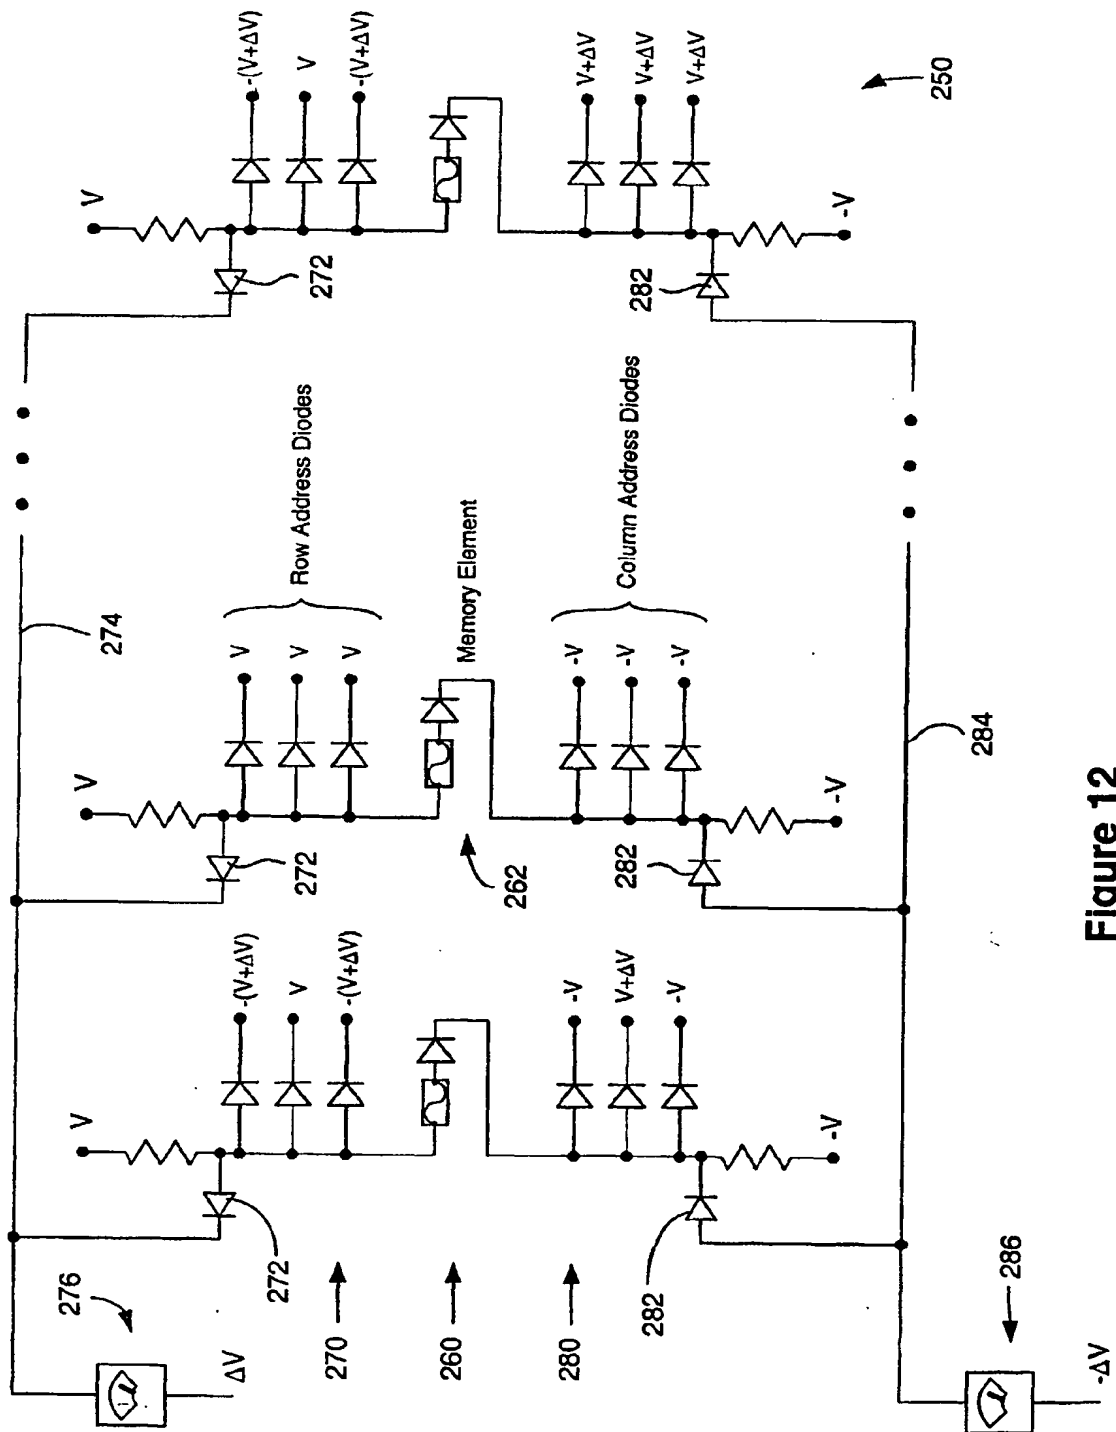 276
274
V
V
V
ΔV
272
272
272
-(V+ΔV)
V
-(V+ΔV)
V
V
V
Row Address Diodes
-(V+ΔV)
V
-(V+ΔV)
270
260
262
Memory Element
280
-V
V+ΔV
-V
-V
-V
-V
Column Address Diodes
V+ΔV
V+ΔV
V+ΔV
282
282
282
-V
-V
-V
284
286
-ΔV
250
Figure 12